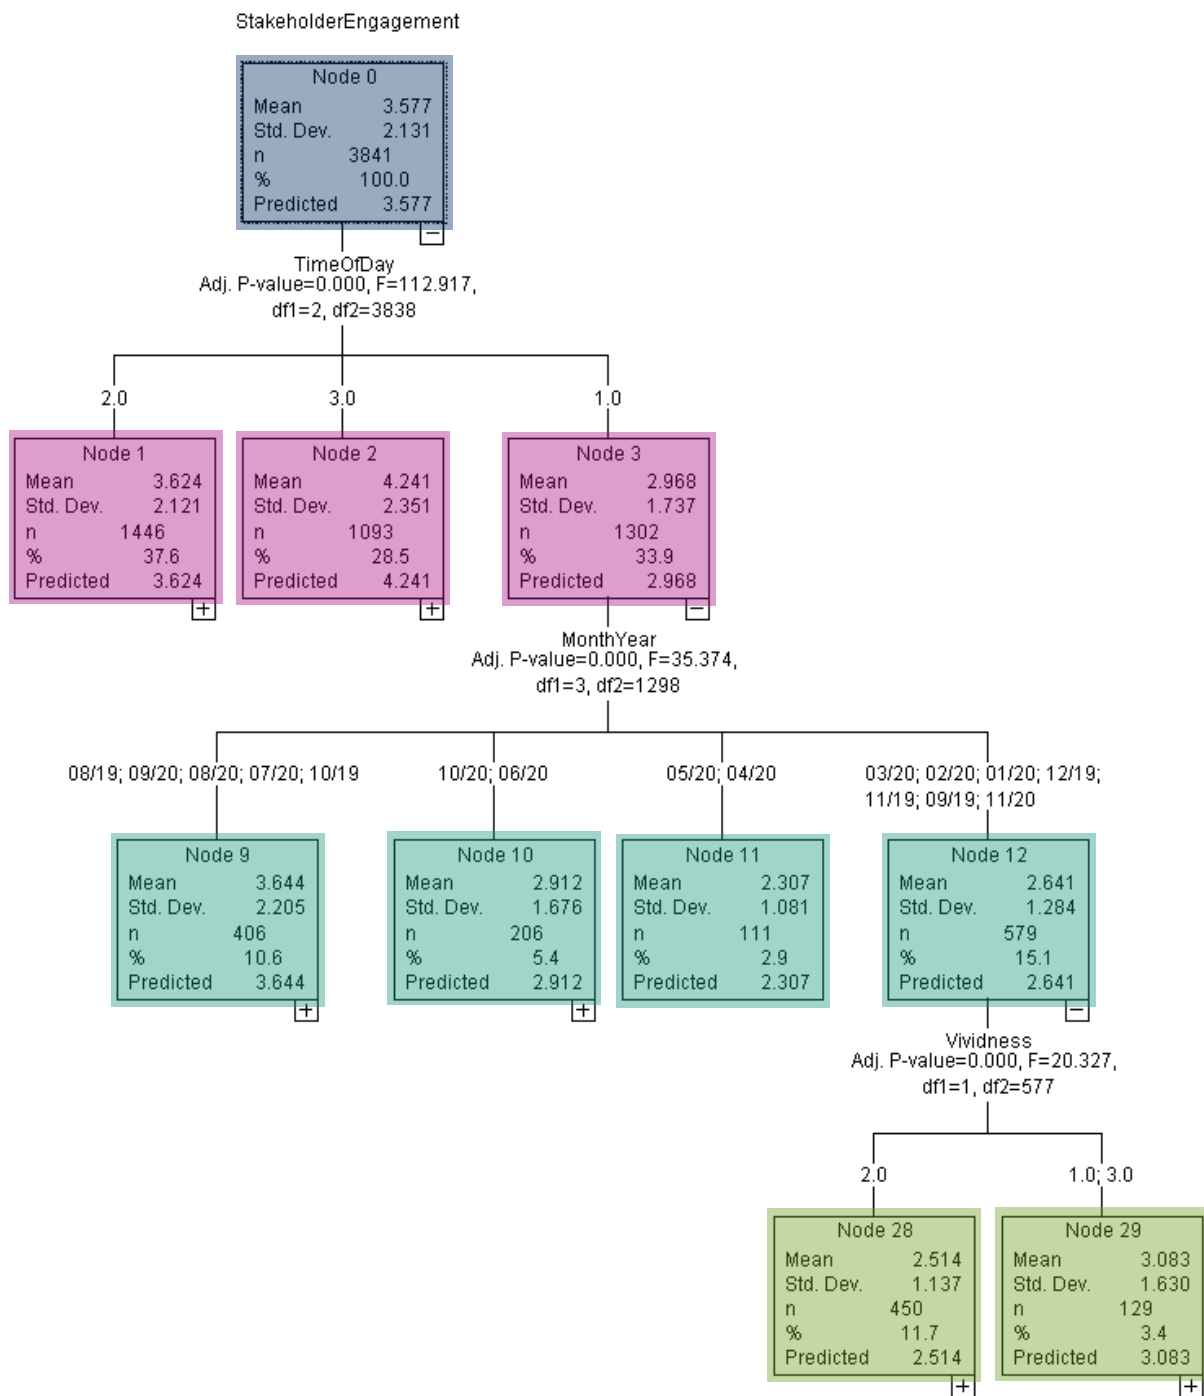 StakeholderEngagement
Node 0
Mean 3.577
Std. Dev. 2.131
n 3841
% 100.0
Predicted 3.577
−
TimeOfDay
Adj. P-value=0.000, F=112.917,
df1=2, df2=3838
2.0
3.0
1.0
Node 1
Mean 3.624
Std. Dev. 2.121
n 1446
% 37.6
Predicted 3.624
+
Node 2
Mean 4.241
Std. Dev. 2.351
n 1093
% 28.5
Predicted 4.241
+
Node 3
Mean 2.968
Std. Dev. 1.737
n 1302
% 33.9
Predicted 2.968
−
MonthYear
Adj. P-value=0.000, F=35.374,
df1=3, df2=1298
08/19; 09/20; 08/20; 07/20; 10/19
10/20; 06/20
05/20; 04/20
03/20; 02/20; 01/20; 12/19;
11/19; 09/19; 11/20
Node 9
Mean 3.644
Std. Dev. 2.205
n 406
% 10.6
Predicted 3.644
+
Node 10
Mean 2.912
Std. Dev. 1.676
n 206
% 5.4
Predicted 2.912
+
Node 11
Mean 2.307
Std. Dev. 1.081
n 111
% 2.9
Predicted 2.307
Node 12
Mean 2.641
Std. Dev. 1.284
n 579
% 15.1
Predicted 2.641
−
Vividness
Adj. P-value=0.000, F=20.327,
df1=1, df2=577
2.0
1.0; 3.0
Node 28
Mean 2.514
Std. Dev. 1.137
n 450
% 11.7
Predicted 2.514
+
Node 29
Mean 3.083
Std. Dev. 1.630
n 129
% 3.4
Predicted 3.083
+